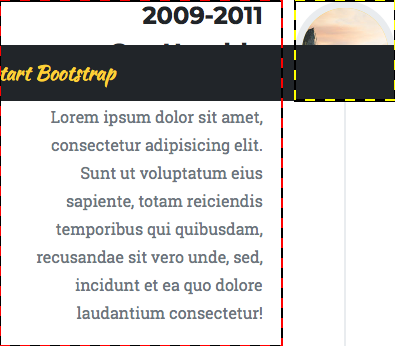 2009-2011
tart Bootstrap
Lorem ipsum dolor sit amet,
consectetur adipisicing elit.
Sunt ut voluptatum eius
sapiente, totam reiciendis
temporibus qui quibusdam,
recusandae sit vero unde, sed,
incidunt et ea quo dolore
laudantium consectetur!